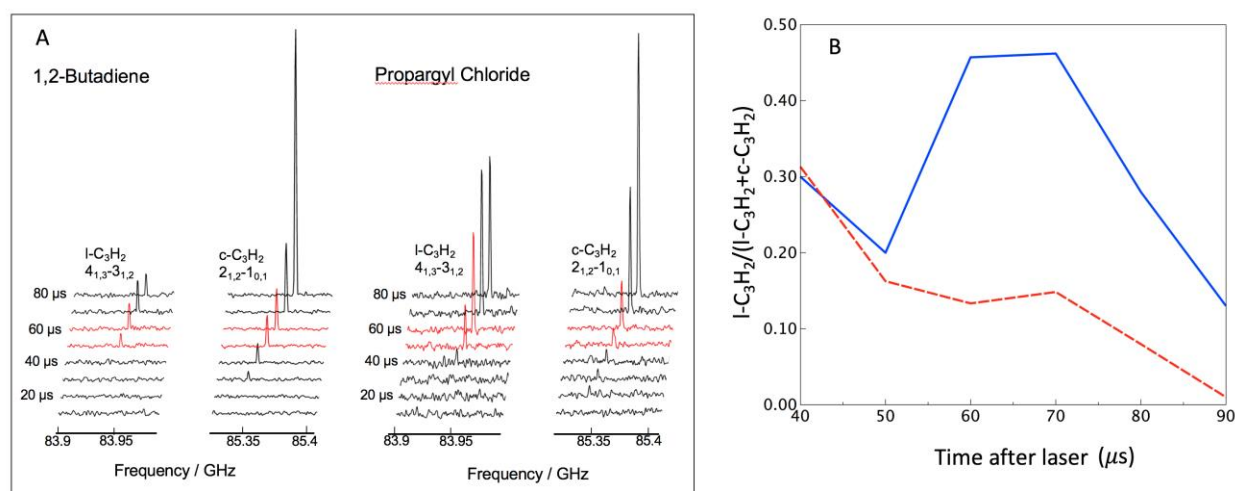 A
1,2-Butadiene
Propargyl Chloride
l-C3H2
41,3-31,2
c-C3H2
21,2-10,1
l-C3H2
41,3-31,2
c-C3H2
21,2-10,1
80 µs
60 µs
40 µs
20 µs
80 µs
60 µs
40 µs
20 µs
83.9 83.95 85.35 85.4 83.9 83.95 85.35 85.4
Frequency / GHz
Frequency / GHz
B
l-C3H2/(l-C3H2+c-C3H2)
0.50
0.40
0.30
0.20
0.10
0.00
40 50 60 70 80 90
Time after laser (µs)